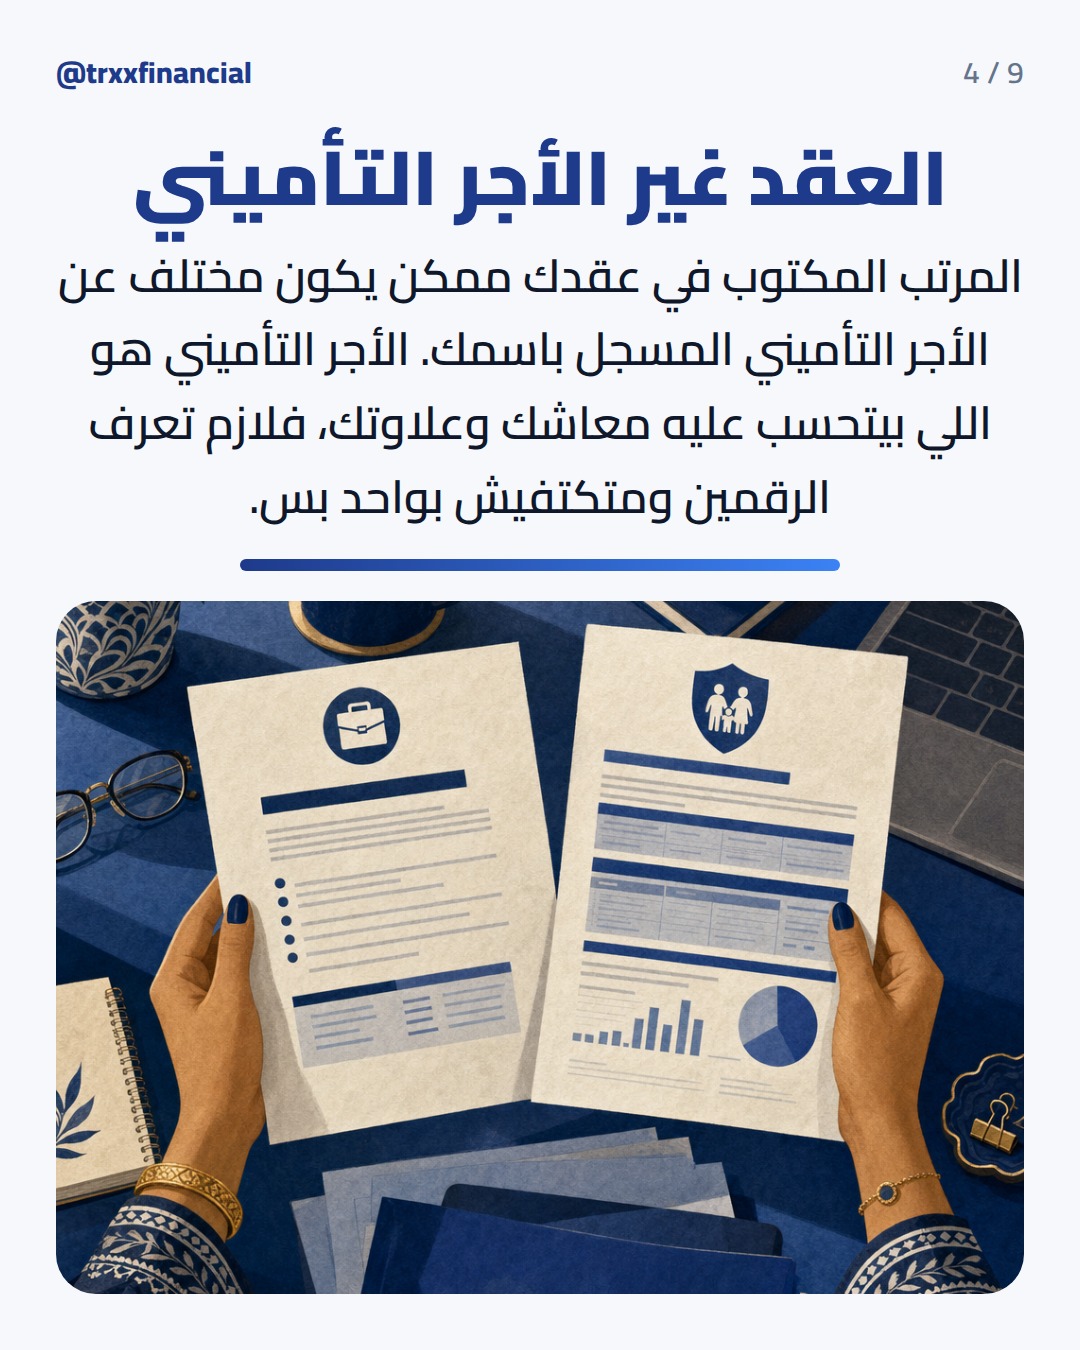 @trxxfinancial
4 / 9
العقد غير الأجر التأميني
المرتب المكتوب في عقدك ممكن يكون مختلف عن
الأجر التأميني المسجل باسمك. الأجر التأميني هو
اللي بيتحسب عليه معاشك وعلاوتك، فلازم تعرف
الرقمين ومتكتفيش بواحد بس.